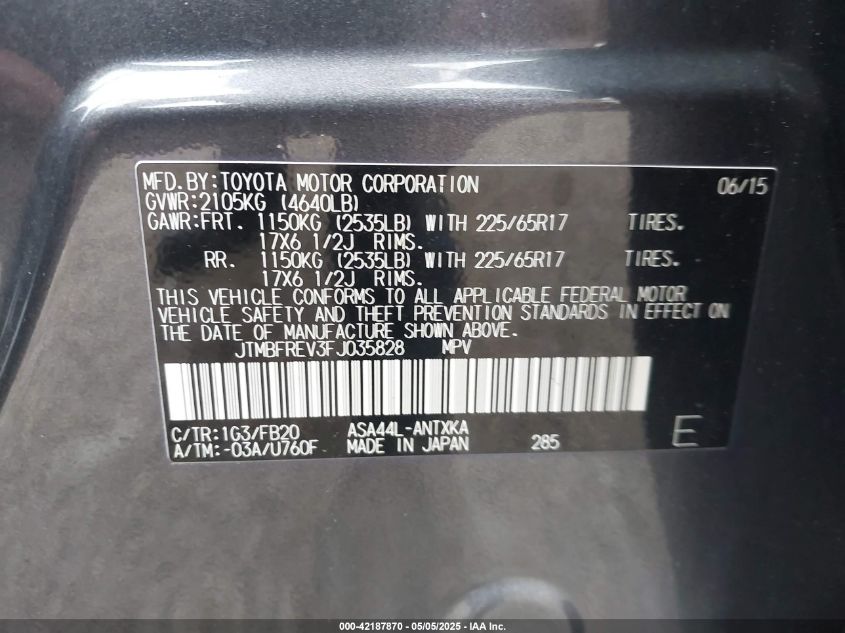 MFD.BY:TOYOTA MOTOR CORPORATION 06/15
GVWR:2105KG (4640LB)
GAWR:FRT. 1150KG (2535LB) WITH 225/65R17 TIRES.
17X6 1/2J RIMS.
RR. 1150KG (2535LB) WITH 225/65R17 TIRES.
17X6 1/2J RIMS.
THIS VEHICLE CONFORMS TO ALL APPLICABLE FEDERAL MOTOR
VEHICLE SAFETY AND THEFT PREVENTION STANDARDS IN EFFECT ON
THE DATE OF MANUFACTURE SHOWN ABOVE.
JTMBFREV3FJ035828 MPV
C/TR:1G3/FB20 ASA44L-ANTXKA
A/TM:-03A/U760F MADE IN JAPAN 285 E
000-42187870 - 05/05/2025 - IAA Inc.